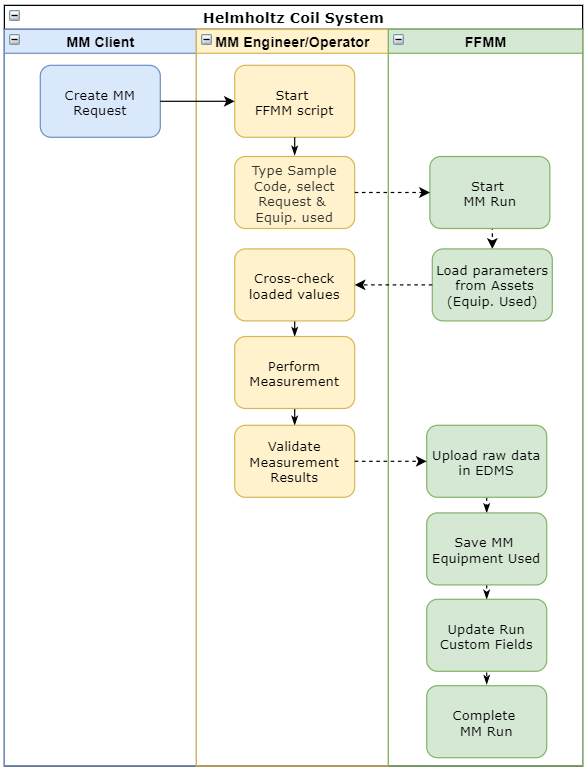 Helmholtz Coil System
MM Client
MM Engineer/Operator
FFMM
Create MM
Request
Start
FFMM script
Type Sample
Code, select
Request &
Equip. used
Start
MM Run
Load parameters
from Assets
(Equip. Used)
Cross-check
loaded values
Perform
Measurement
Validate
Measurement
Results
Upload raw data
in EDMS
Save MM
Equipment Used
Update Run
Custom Fields
Complete
MM Run